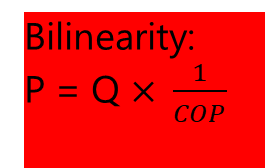 Bilinearity:
P = Q × 1/COP